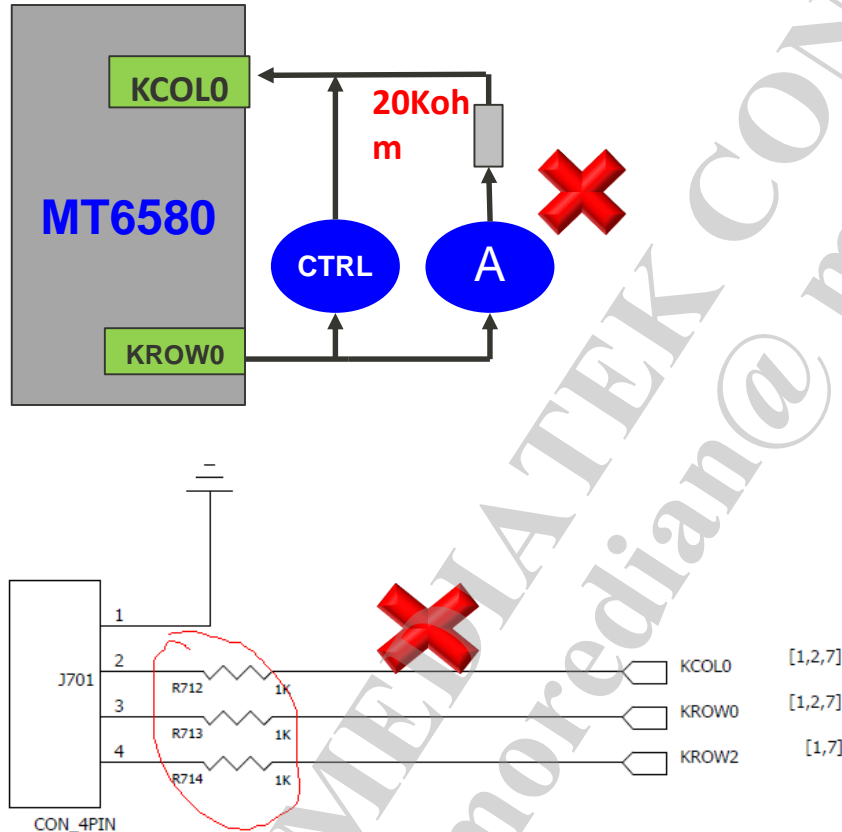 KCOL0
20Koh
m
MT6580
CTRL
A
KROW0
1
2
J701
R712
1K
KCOL0
[1,2,7]
3
R713
1K
KROW0
[1,2,7]
4
R714
1K
KROW2
[1,7]
CON_4PIN
MEDIATEK CON
moredian@ m